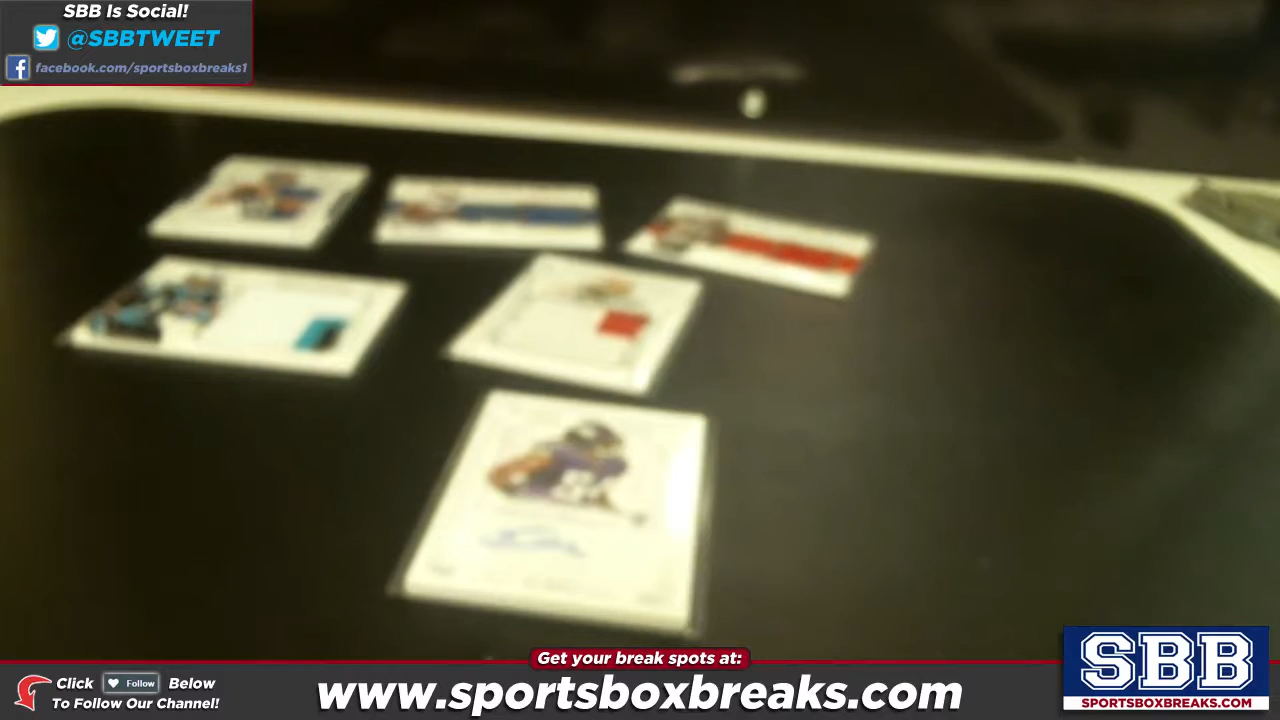 SBB Is Social!
@SBBTWEET
facebook.com/sportsboxbreaks1
Get your break spots at:
Click Follow Below
To Follow Our Channel!
www.sportsboxbreaks.com
SBB
SPORTSBOXBREAKS.COM